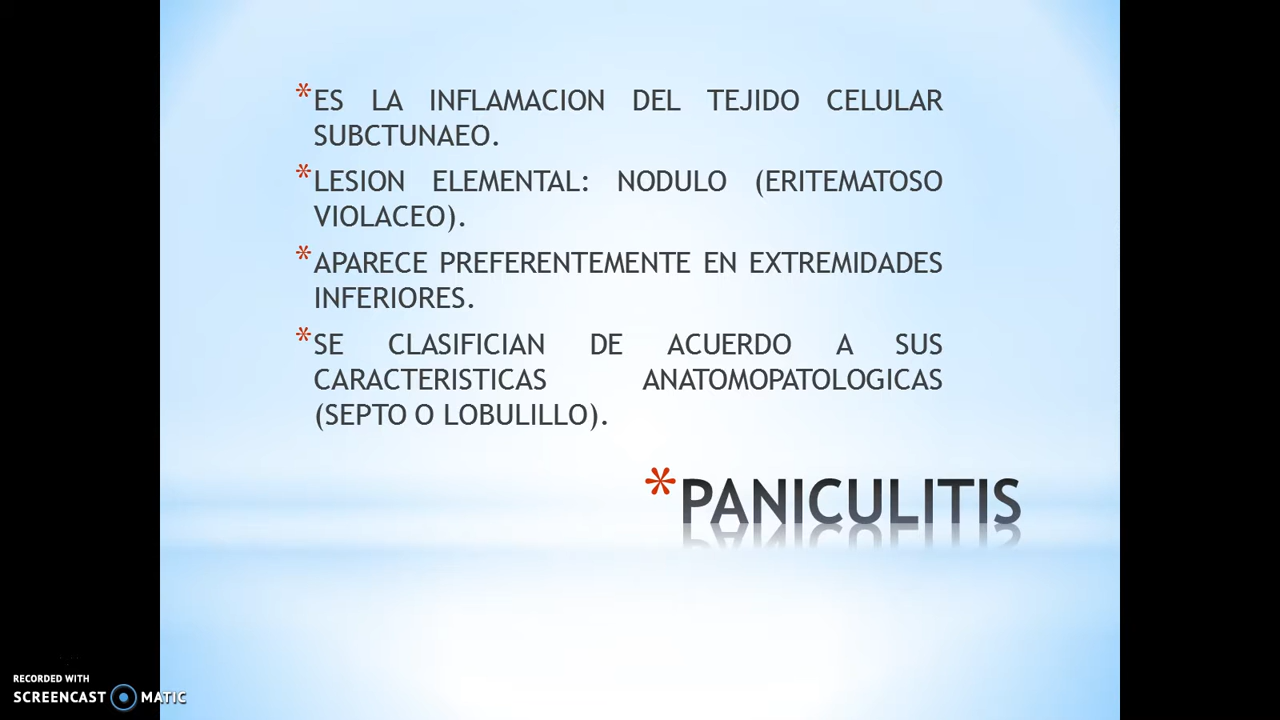 *ES LA INFLAMACION DEL TEJIDO CELULAR
SUBCTUNAEO.
*LESION ELEMENTAL: NODULO (ERITEMATOSO
VIOLACEO).
*APARECE PREFERENTEMENTE EN EXTREMIDADES
INFERIORES.
*SE CLASIFICIAN DE ACUERDO A SUS
CARACTERISTICAS ANATOMOPATOLOGICAS
(SEPTO O LOBULILLO).
*PANICULITIS
RECORDED WITH
SCREENCAST MATIC